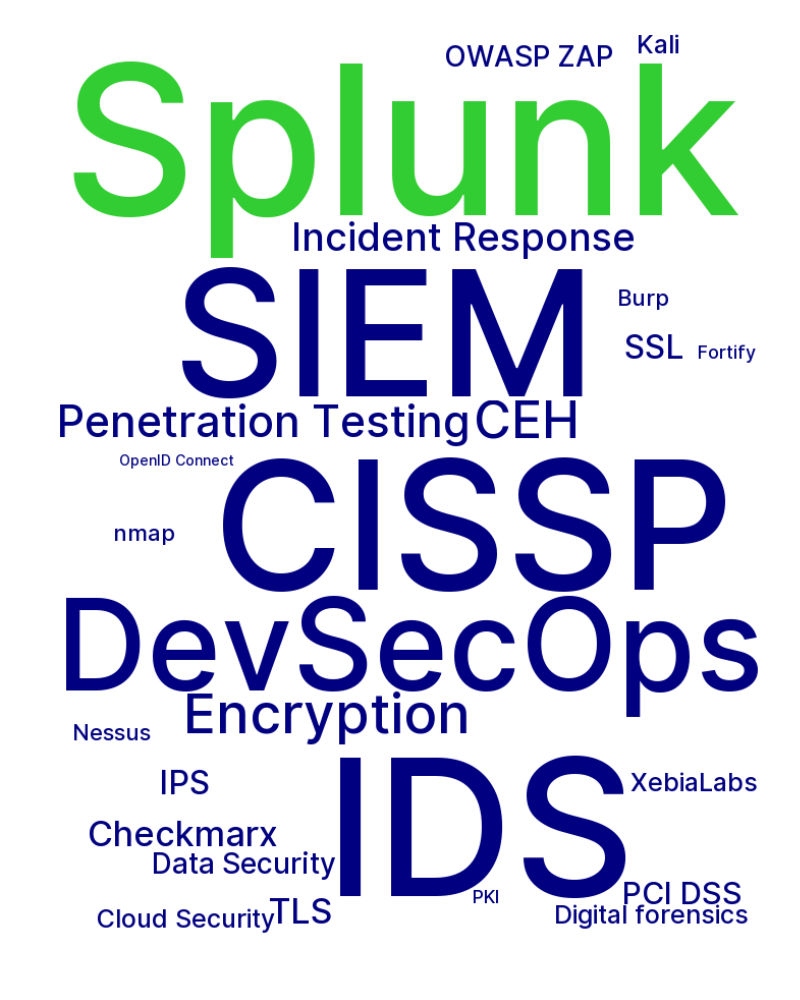 OWASP ZAP
Kali
Splunk
Incident Response
SIEM
Burp
SSL
Fortify
Penetration Testing
CEH
OpenID Connect
CISSP
nmap
DevSecOps
Encryption
Nessus
IDS
IPS
XebiaLabs
Checkmarx
Data Security
PKI
PCI DSS
TLS
Cloud Security
Digital forensics